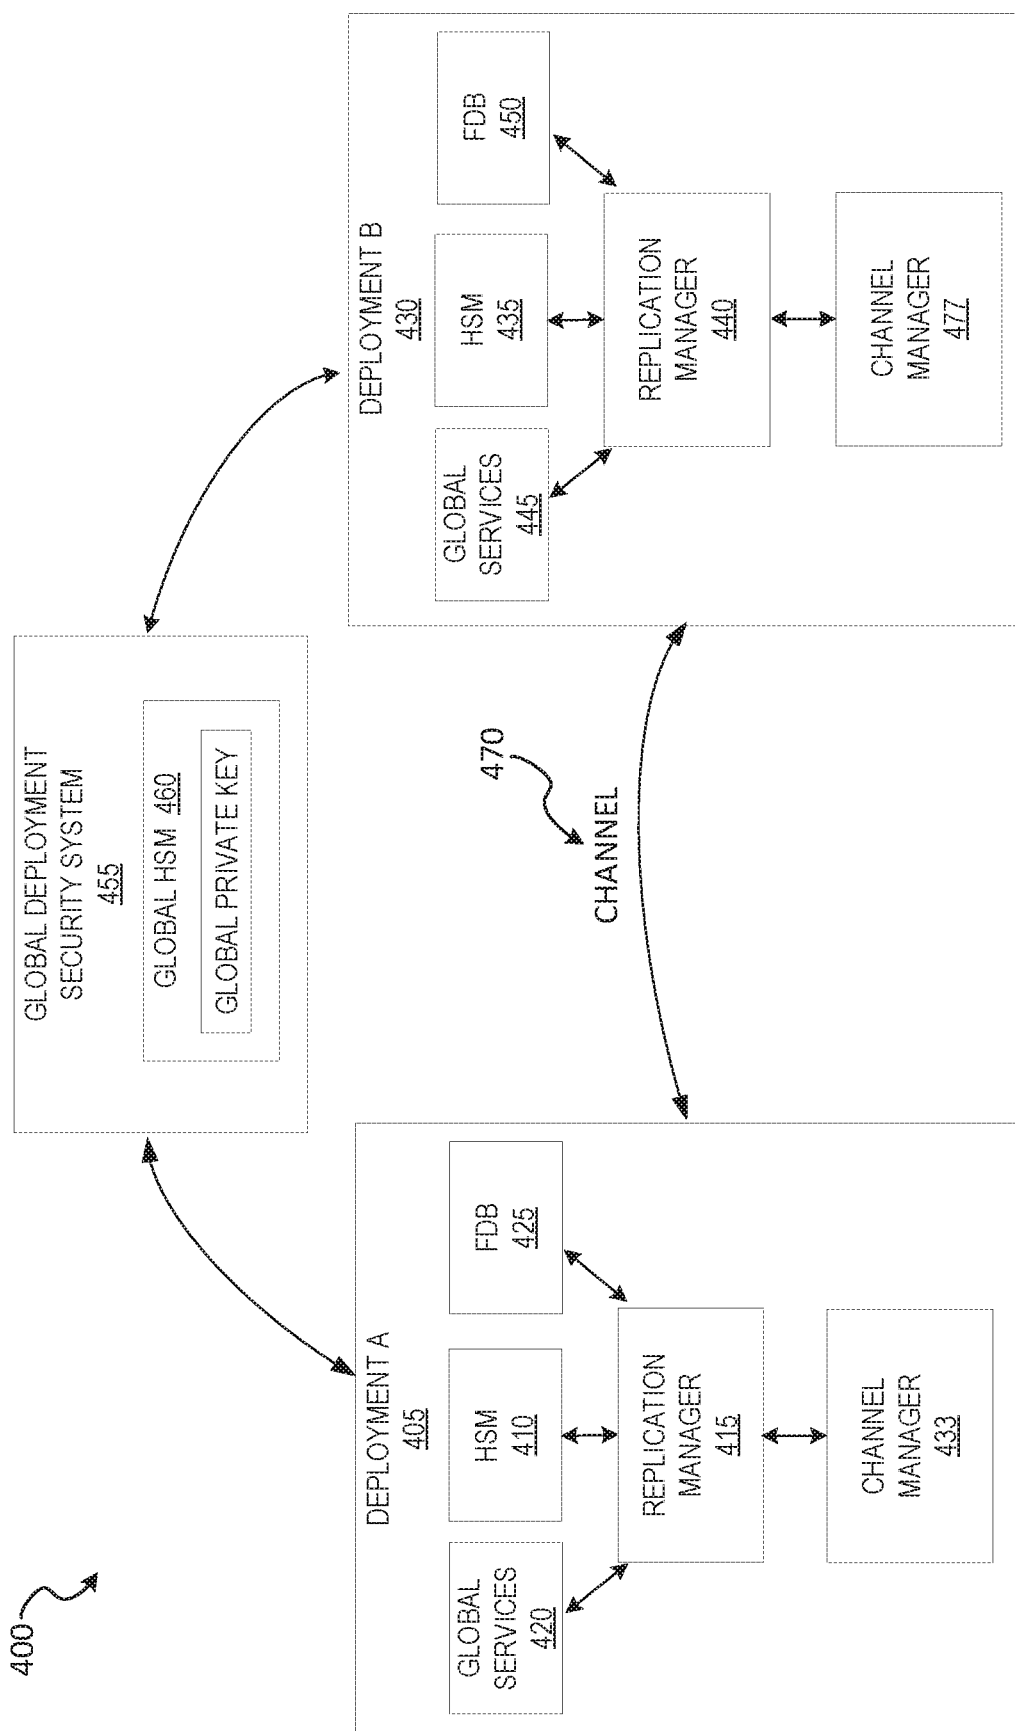 400
GLOBAL DEPLOYMENT
SECURITY SYSTEM
455
GLOBAL HSM 460
GLOBAL PRIVATE KEY
DEPLOYMENT A
405
GLOBAL
SERVICES
420
HSM
410
FDB
425
REPLICATION
MANAGER
415
CHANNEL
MANAGER
433
470
CHANNEL
DEPLOYMENT B
430
GLOBAL
SERVICES
445
HSM
435
FDB
450
REPLICATION
MANAGER
440
CHANNEL
MANAGER
477